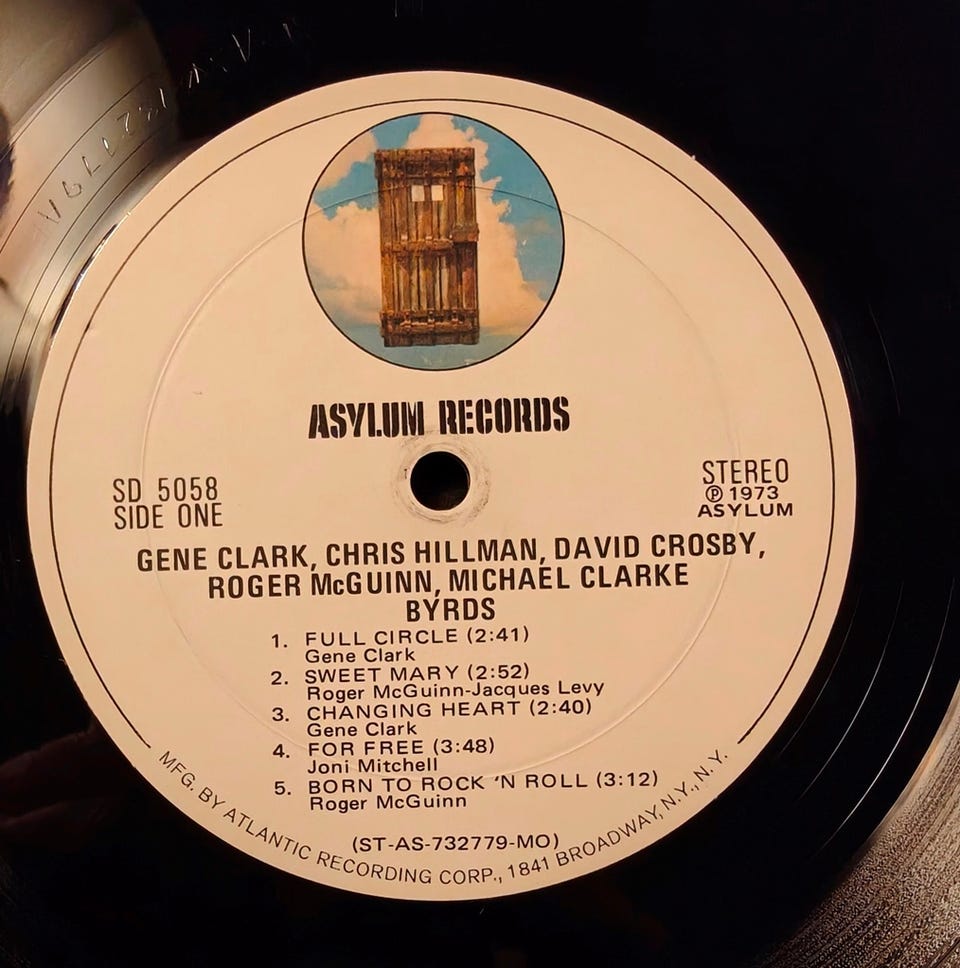 ASYLUM RECORDS
SD 5058
SIDE ONE
STEREO
℗ 1973
ASYLUM
GENE CLARK, CHRIS HILLMAN, DAVID CROSBY,
ROGER McGUINN, MICHAEL CLARKE
BYRDS
1. FULL CIRCLE (2:41)
Gene Clark
2. SWEET MARY (2:52)
Roger McGuinn-Jacques Levy
3. CHANGING HEART (2:40)
Gene Clark
4. FOR FREE (3:48)
Joni Mitchell
5. BORN TO ROCK 'N ROLL (3:12)
Roger McGuinn
(ST-AS-732779-MO)
MFG. BY ATLANTIC RECORDING CORP., 1841 BROADWAY, N.Y., N.Y.